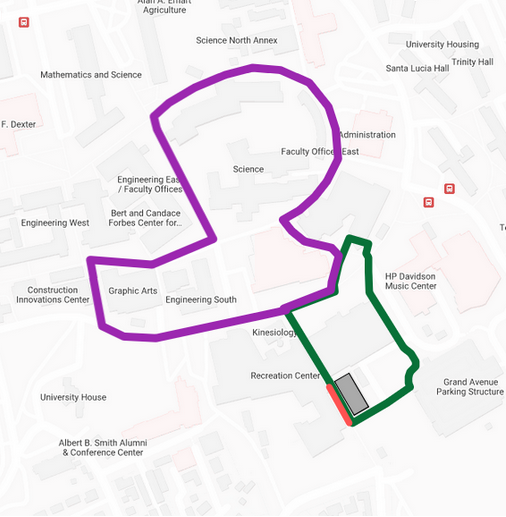 Alan A. Erhart
Agriculture
Science North Annex
University Housing
Mathematics and Science
Santa Lucia Hall
Trinity Hall
F. Dexter
Administration
Faculty Offices East
Science
Engineering East
/ Faculty Offices
Bert and Candace
Forbes Center for...
Engineering West
HP Davidson
Music Center
Construction
Innovations Center
Graphic Arts
Engineering South
Kinesiology
Recreation Center
Grand Avenue
Parking Structure
University House
Albert B. Smith Alumni
& Conference Center